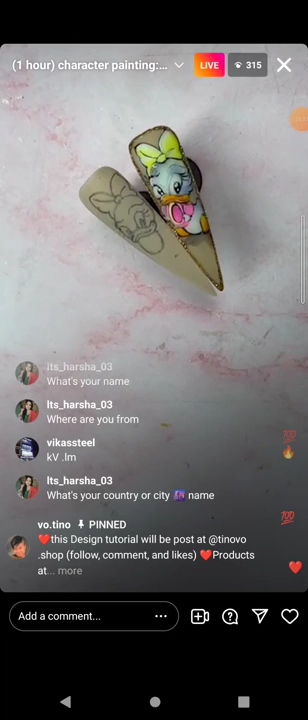 (1 hour) character painting:...
LIVE
315
Its_harsha_03
What's your name
Its_harsha_03
Where are you from
vikassteel
kV .lm
Its_harsha_03
What's your country or city 🌆 name
vo.tino PINNED
❤️this Design tutorial will be post at @tinovo
.shop (follow, comment, and likes) ❤️Products
at... more
Add a comment...